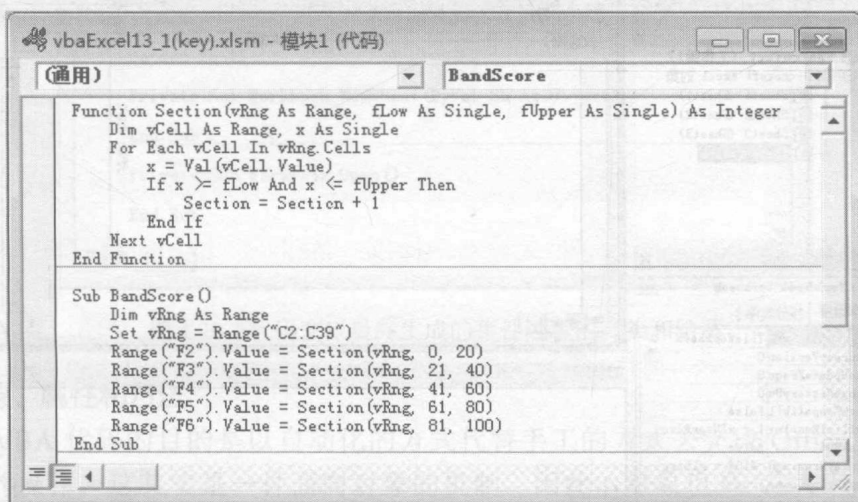 vbaExcel13_1(key).xlsm - 模块1 (代码)
(通用)
BandScore
Function Section(vRng As Range, fLow As Single, fUpper As Single) As Integer
    Dim vCell As Range, x As Single
    For Each vCell In vRng.Cells
        x = Val(vCell.Value)
        If x >= fLow And x <= fUpper Then
            Section = Section + 1
        End If
    Next vCell
End Function
Sub BandScore()
    Dim vRng As Range
    Set vRng = Range("C2:C39")
    Range("F2").Value = Section(vRng, 0, 20)
    Range("F3").Value = Section(vRng, 21, 40)
    Range("F4").Value = Section(vRng, 41, 60)
    Range("F5").Value = Section(vRng, 61, 80)
    Range("F6").Value = Section(vRng, 81, 100)
End Sub